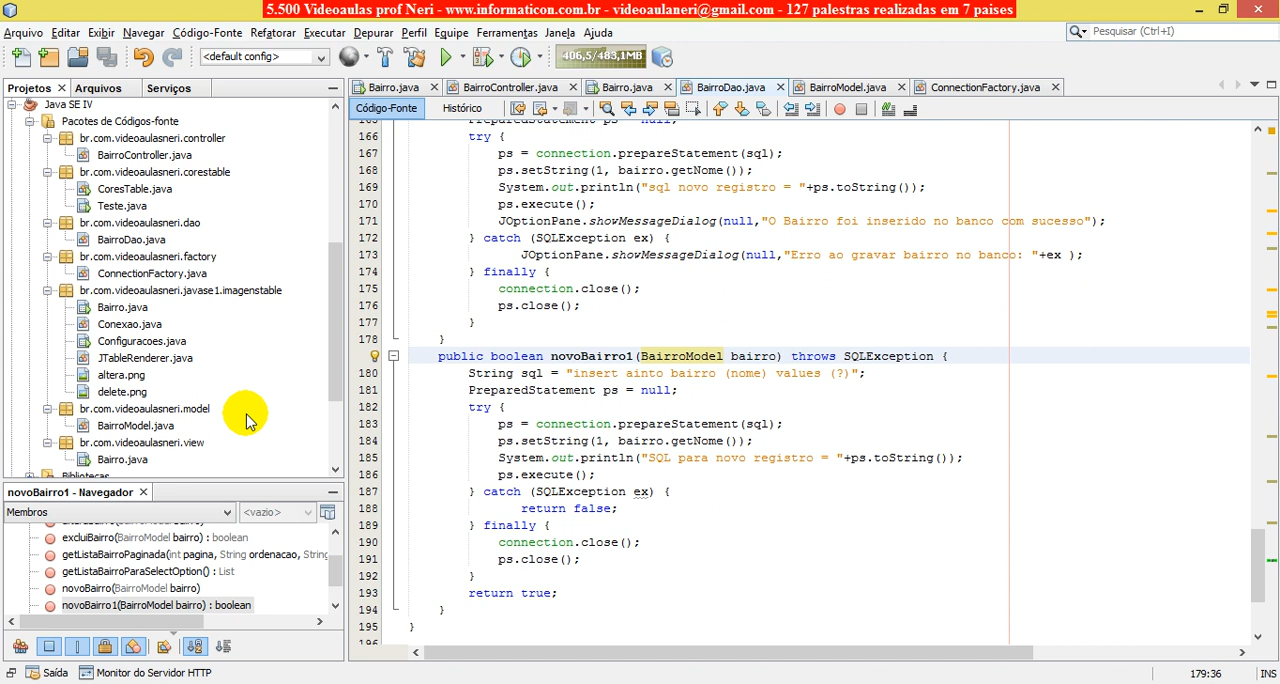 5.500 Videoaulas prof Neri - www.informaticon.com.br - videoaulaneri@gmail.com - 127 palestras realizadas em 7 paises
Arquivo Editar Exibir Navegar Código-Fonte Refatorar Executar Depurar Perfil Equipe Ferramentas Janela Ajuda
Pesquisar (Ctrl+I)
<default config>
406,5/483,1MB
Projetos Arquivos Serviços
Bairro.java BairroController.java Bairro.java BairroDao.java BairroModel.java ConnectionFactory.java
Código-Fonte Histórico
Java SE IV
Pacotes de Códigos-fonte
br.com.videoaulasneri.controller
BairroController.java
br.com.videoaulasneri.corestable
CoresTable.java
Teste.java
br.com.videoaulasneri.dao
BairroDao.java
br.com.videoaulasneri.factory
ConnectionFactory.java
br.com.videoaulasneri.javase1.imagenstable
Bairro.java
Conexao.java
Configuracoes.java
JTableRenderer.java
altera.png
delete.png
br.com.videoaulasneri.model
BairroModel.java
br.com.videoaulasneri.view
Bairro.java
Bibliotecas
novoBairro1 - Navegador
Membros
<vazio>
excluiBairro(BairroModel bairro) : boolean
getListaBairroPaginada(int pagina, String ordenacao, String
getListaBairroParaSelectOption() : List
novoBairro(BairroModel bairro)
novoBairro1(BairroModel bairro) : boolean
165 PreparedStatement ps = null;
166 try {
167 ps = connection.prepareStatement(sql);
168 ps.setString(1, bairro.getNome());
169 System.out.println("sql novo registro = "+ps.toString());
170 ps.execute();
171 JOptionPane.showMessageDialog(null,"O Bairro foi inserido no banco com sucesso");
172 } catch (SQLException ex) {
173 JOptionPane.showMessageDialog(null,"Erro ao gravar bairro no banco: "+ex );
174 } finally {
175 connection.close();
176 ps.close();
177 }
178 }
public boolean novoBairro1(BairroModel bairro) throws SQLException {
180 String sql = "insert ainto bairro (nome) values (?)";
181 PreparedStatement ps = null;
182 try {
183 ps = connection.prepareStatement(sql);
184 ps.setString(1, bairro.getNome());
185 System.out.println("SQL para novo registro = "+ps.toString());
186 ps.execute();
187 } catch (SQLException ex) {
188 return false;
189 } finally {
190 connection.close();
191 ps.close();
192 }
193 return true;
194 }
195 }
196
Saída Monitor do Servidor HTTP
179:36 INS